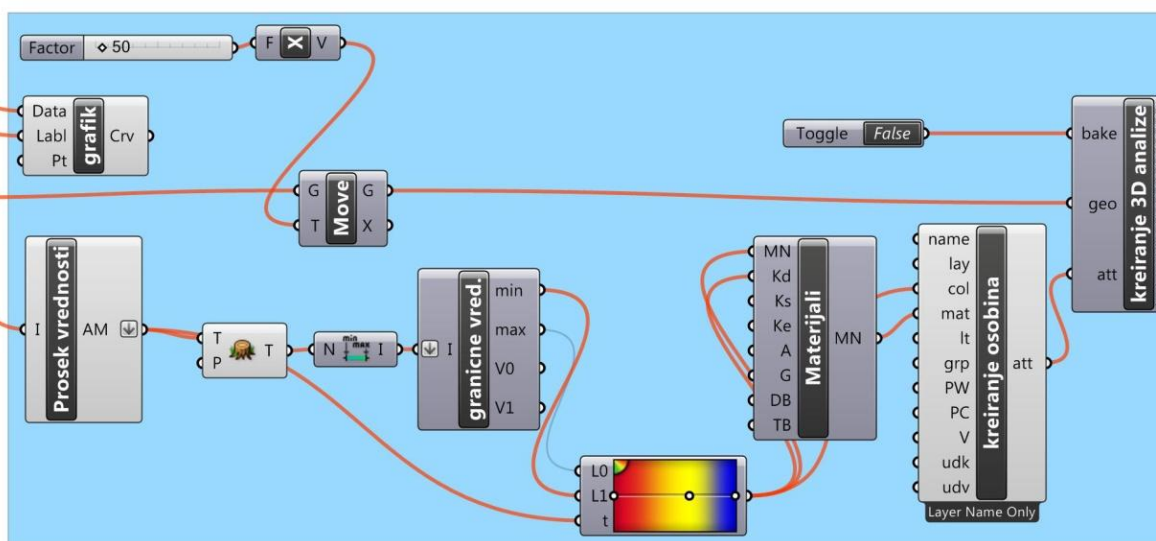 Factor 50
F X V
Data
Labl
Pt
grafik
Crv
Toggle False
bake
geo
att
kreiranje 3D analize
G
T
Move
G
X
I
Prosek vrednosti
AM
T
P
T
N
min
max
I
I
granicne vred.
min
max
V0
V1
L0
L1
t
MN
Kd
Ks
Ke
A
G
DB
TB
Materijali
MN
name
lay
col
mat
lt
grp
PW
PC
V
udk
udv
kreiranje osobina
att
Layer Name Only